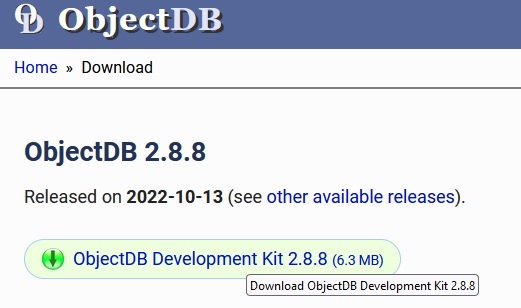 OD ObjectDB
Home » Download
ObjectDB 2.8.8
Released on 2022-10-13 (see other available releases).
ObjectDB Development Kit 2.8.8 (6.3 MB)
Download ObjectDB Development Kit 2.8.8